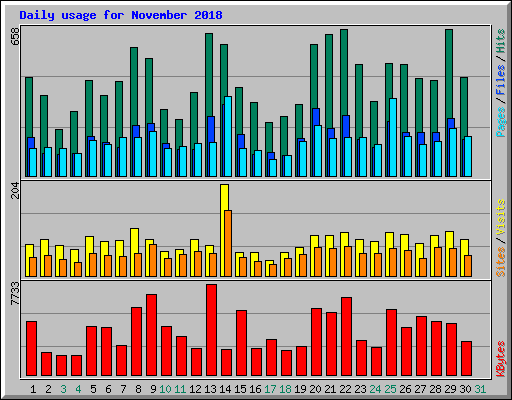 Daily usage for November 2018
658
Pages / Files / Hits
204
Sites / Visits
7733
KBytes
1 2 3 4 5 6 7 8 9 10 11 12 13 14 15 16 17 18 19 20 21 22 23 24 25 26 27 28 29 30 31